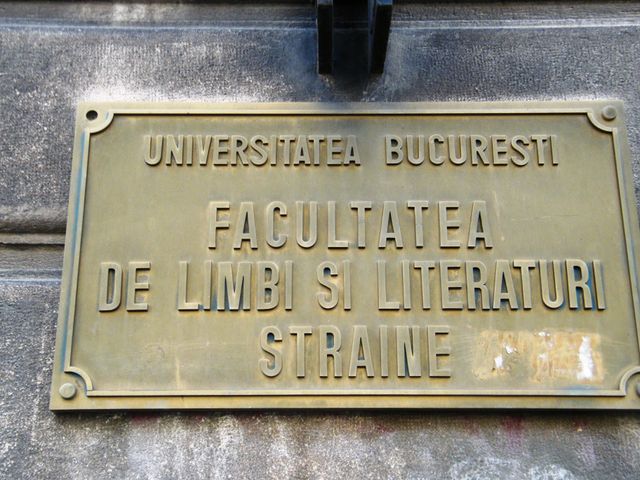 UNIVERSITATEA BUCURESTI
FACULTATEA
DE LIMBI SI LITERATURI
STRAINE